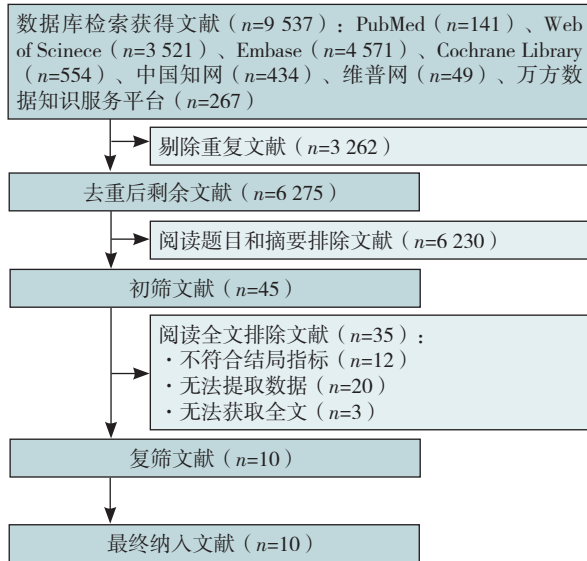 数据库检索获得文献（n=9 537）：PubMed（n=141）、Web
of Scinece（n=3 521）、Embase（n=4 571）、Cochrane Library
（n=554）、中国知网（n=434）、维普网（n=49）、万方数
据知识服务平台（n=267）
剔除重复文献（n=3 262）
去重后剩余文献（n=6 275）
阅读题目和摘要排除文献（n=6 230）
初筛文献（n=45）
阅读全文排除文献（n=35）：
·不符合结局指标（n=12）
·无法提取数据（n=20）
·无法获取全文（n=3）
复筛文献（n=10）
最终纳入文献（n=10）